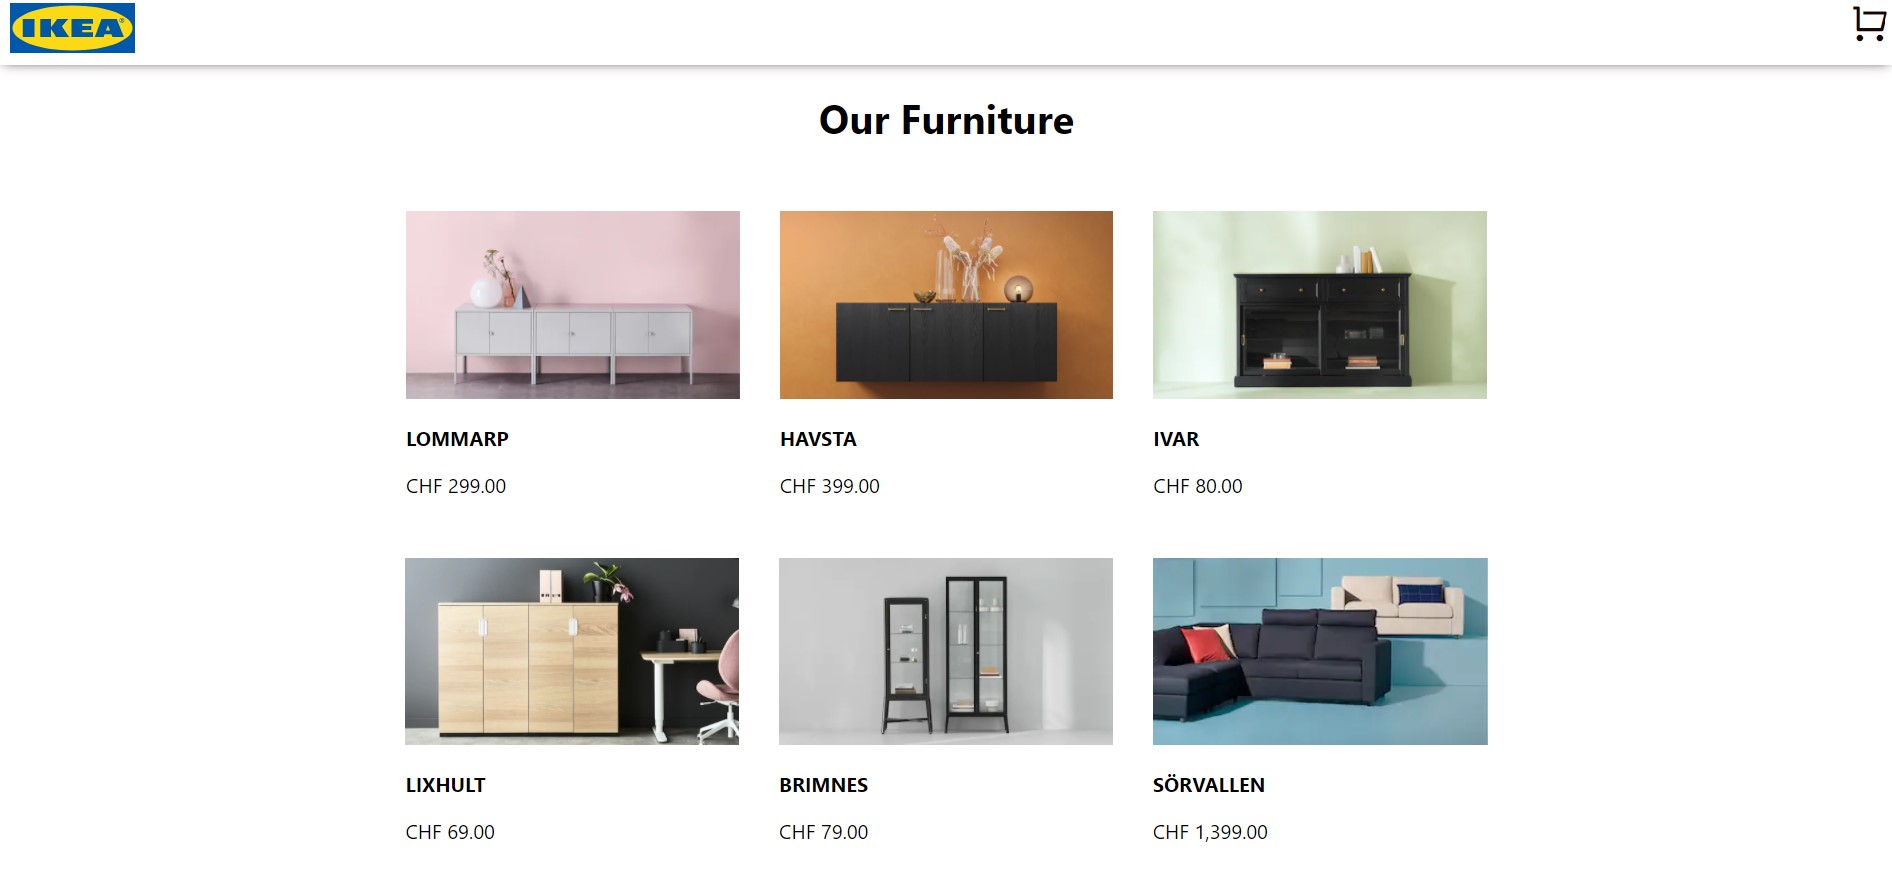 IKEA®
Our Furniture
LOMMARP
HAVSTA
IVAR
CHF 299.00
CHF 399.00
CHF 80.00
LIXHULT
BRIMNES
SÖRVALLEN
CHF 69.00
CHF 79.00
CHF 1,399.00